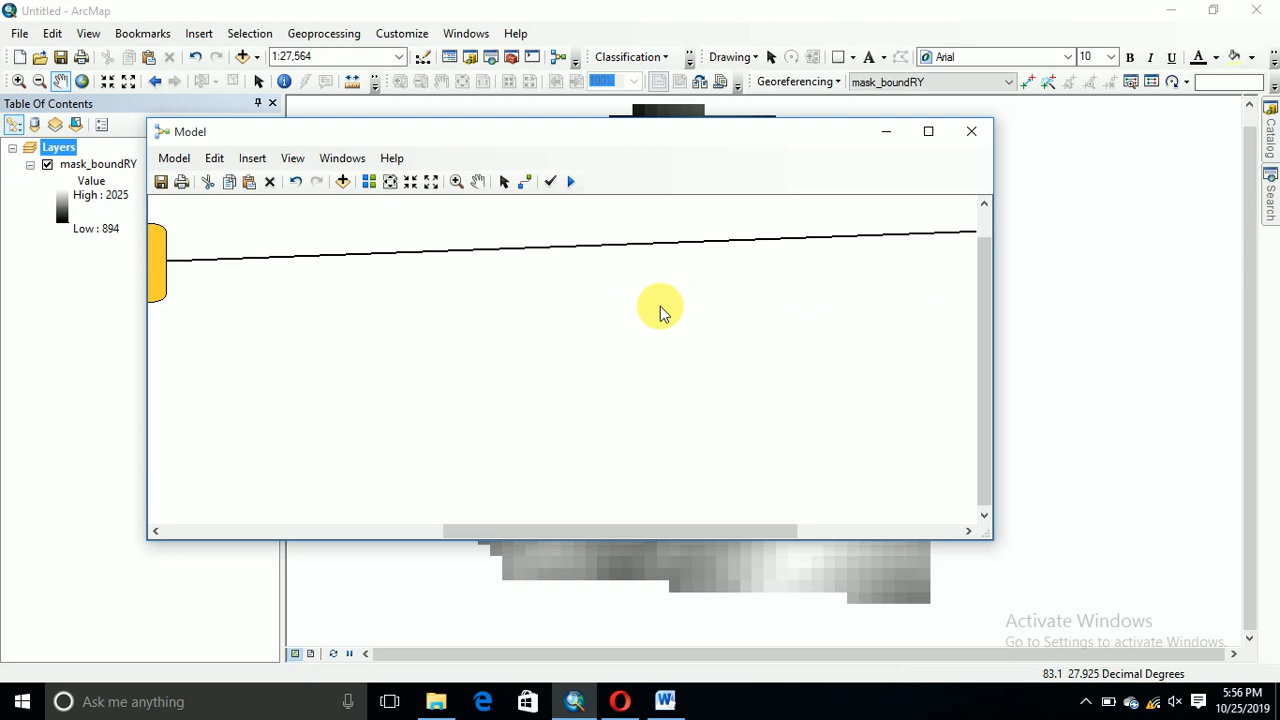 Untitled - ArcMap
File Edit View Bookmarks Insert Selection Geoprocessing Customize Windows Help
1:27,564 Classification Drawing A Arial 10 B I U A
100% Georeferencing mask_boundRY
Table Of Contents
Layers
mask_boundRY
Value
High : 2025
Low : 894
Model
Model Edit Insert View Windows Help
Catalog
Search
Activate Windows
Go to Settings to activate Windows.
83.1 27.925 Decimal Degrees
Ask me anything
5:56 PM
10/25/2019